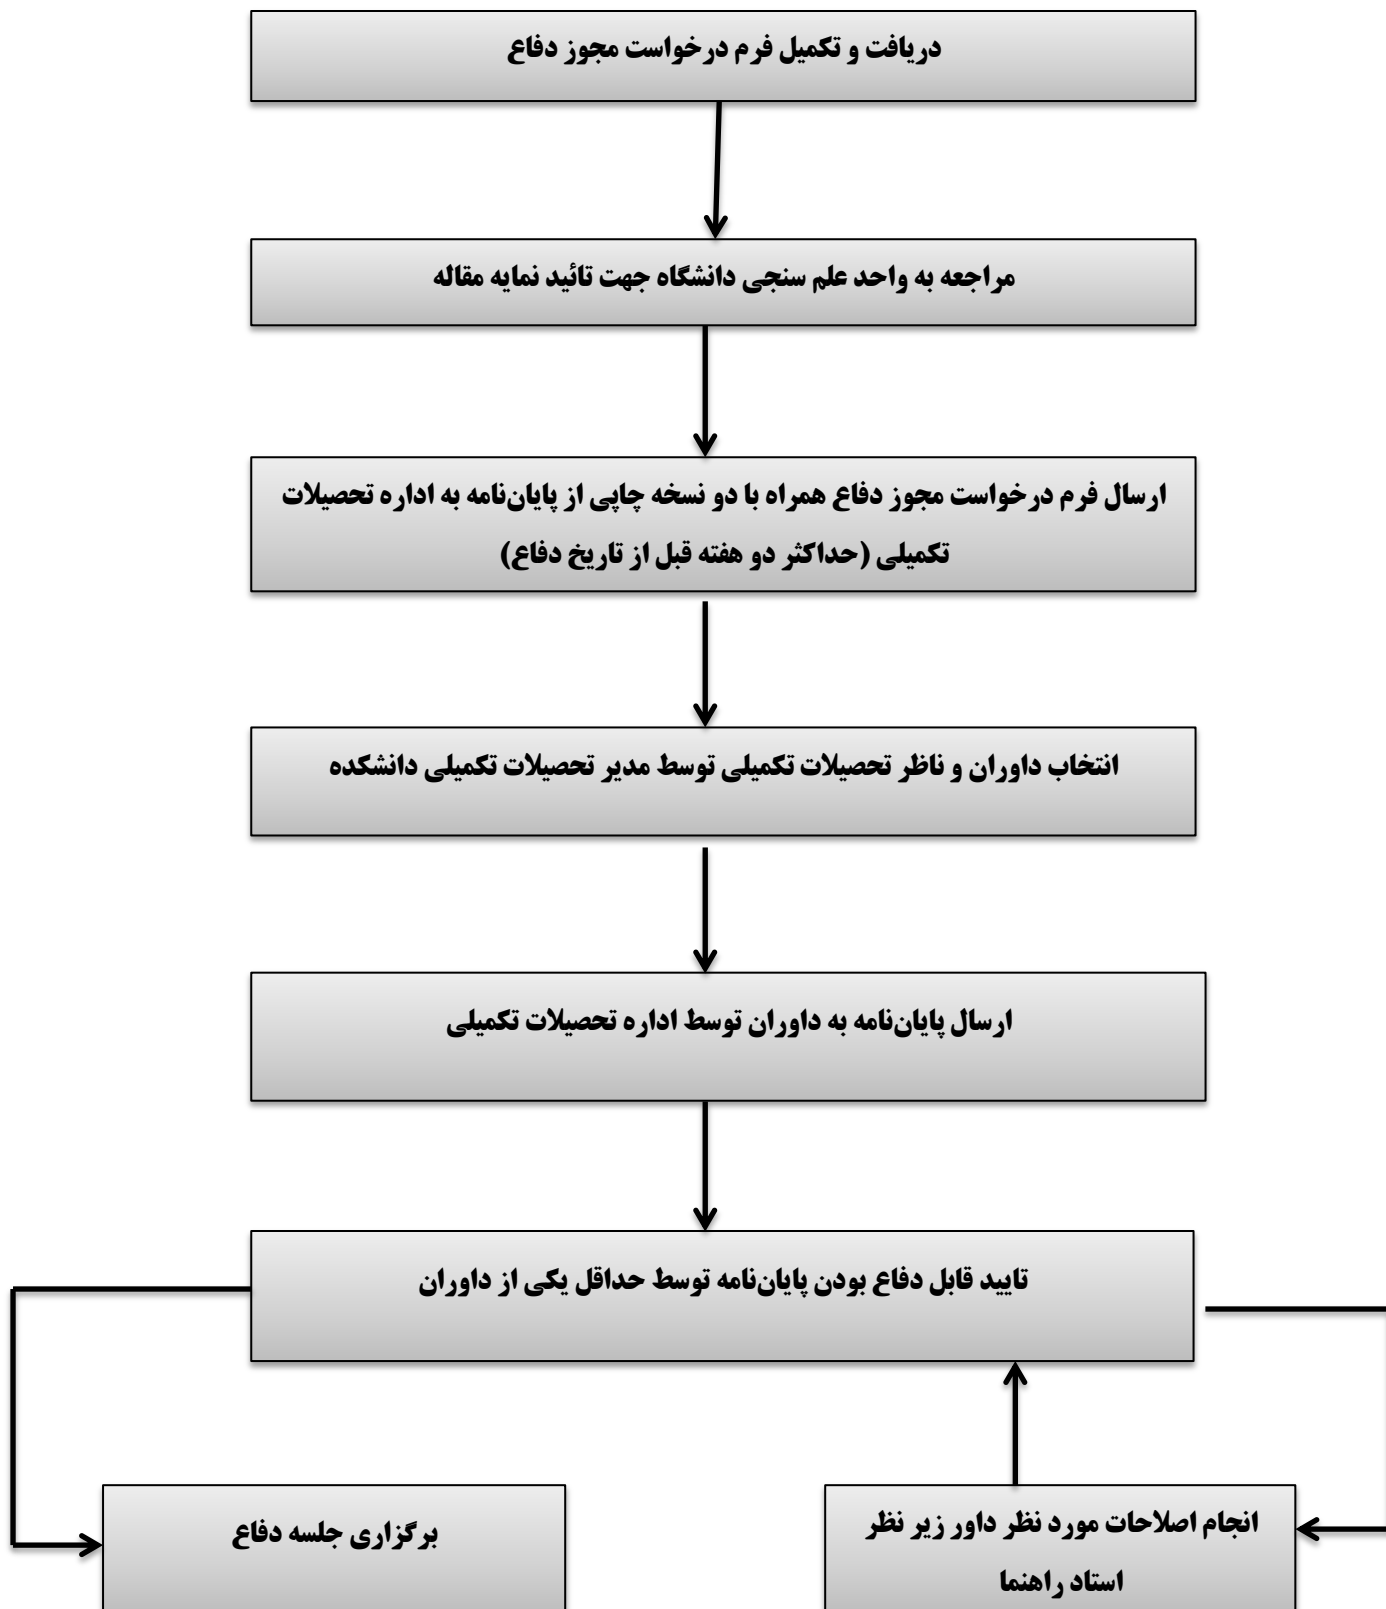 دریافت و تکمیل فرم درخواست مجوز دفاع
مراجعه به واحد علم سنجی دانشگاه جهت تائید نمایه مقاله
ارسال فرم درخواست مجوز دفاع همراه با دو نسخه چاپی از پایان‌نامه به اداره تحصیلات
تکمیلی (حداکثر دو هفته قبل از تاریخ دفاع)
انتخاب داوران و ناظر تحصیلات تکمیلی توسط مدیر تحصیلات تکمیلی دانشکده
ارسال پایان‌نامه به داوران توسط اداره تحصیلات تکمیلی
تایید قابل دفاع بودن پایان‌نامه توسط حداقل یکی از داوران
انجام اصلاحات مورد نظر داور زیر نظر
استاد راهنما
برگزاری جلسه دفاع